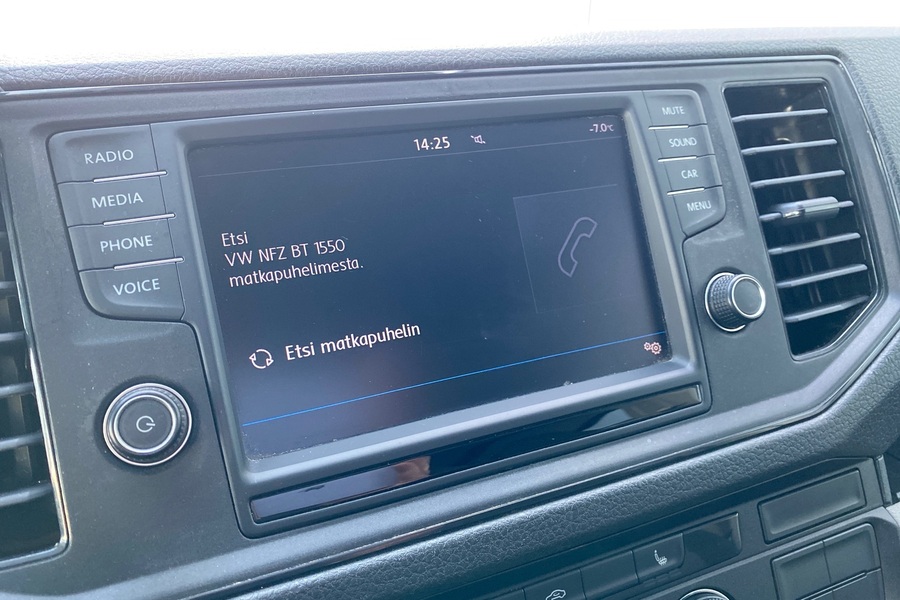 14:25
-7.0°C
Etsi
VW NFZ BT 1550
matkapuhelimesta.
Etsi matkapuhelin
RADIO
MEDIA
PHONE
VOICE
MUTE
SOUND
CAR
MENU